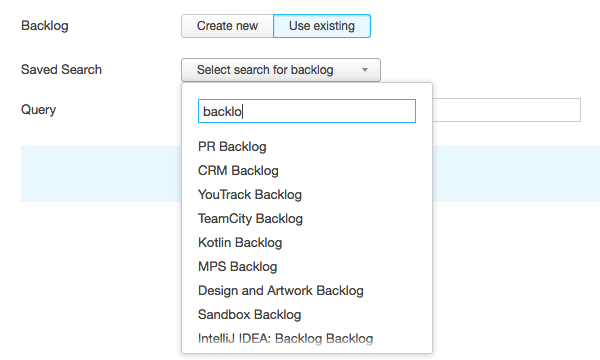 Backlog Create new Use existing
Saved Search Select search for backlog
Query
backlo
PR Backlog
CRM Backlog
YouTrack Backlog
TeamCity Backlog
Kotlin Backlog
MPS Backlog
Design and Artwork Backlog
Sandbox Backlog
IntelliJ IDEA: Backlog Backlog